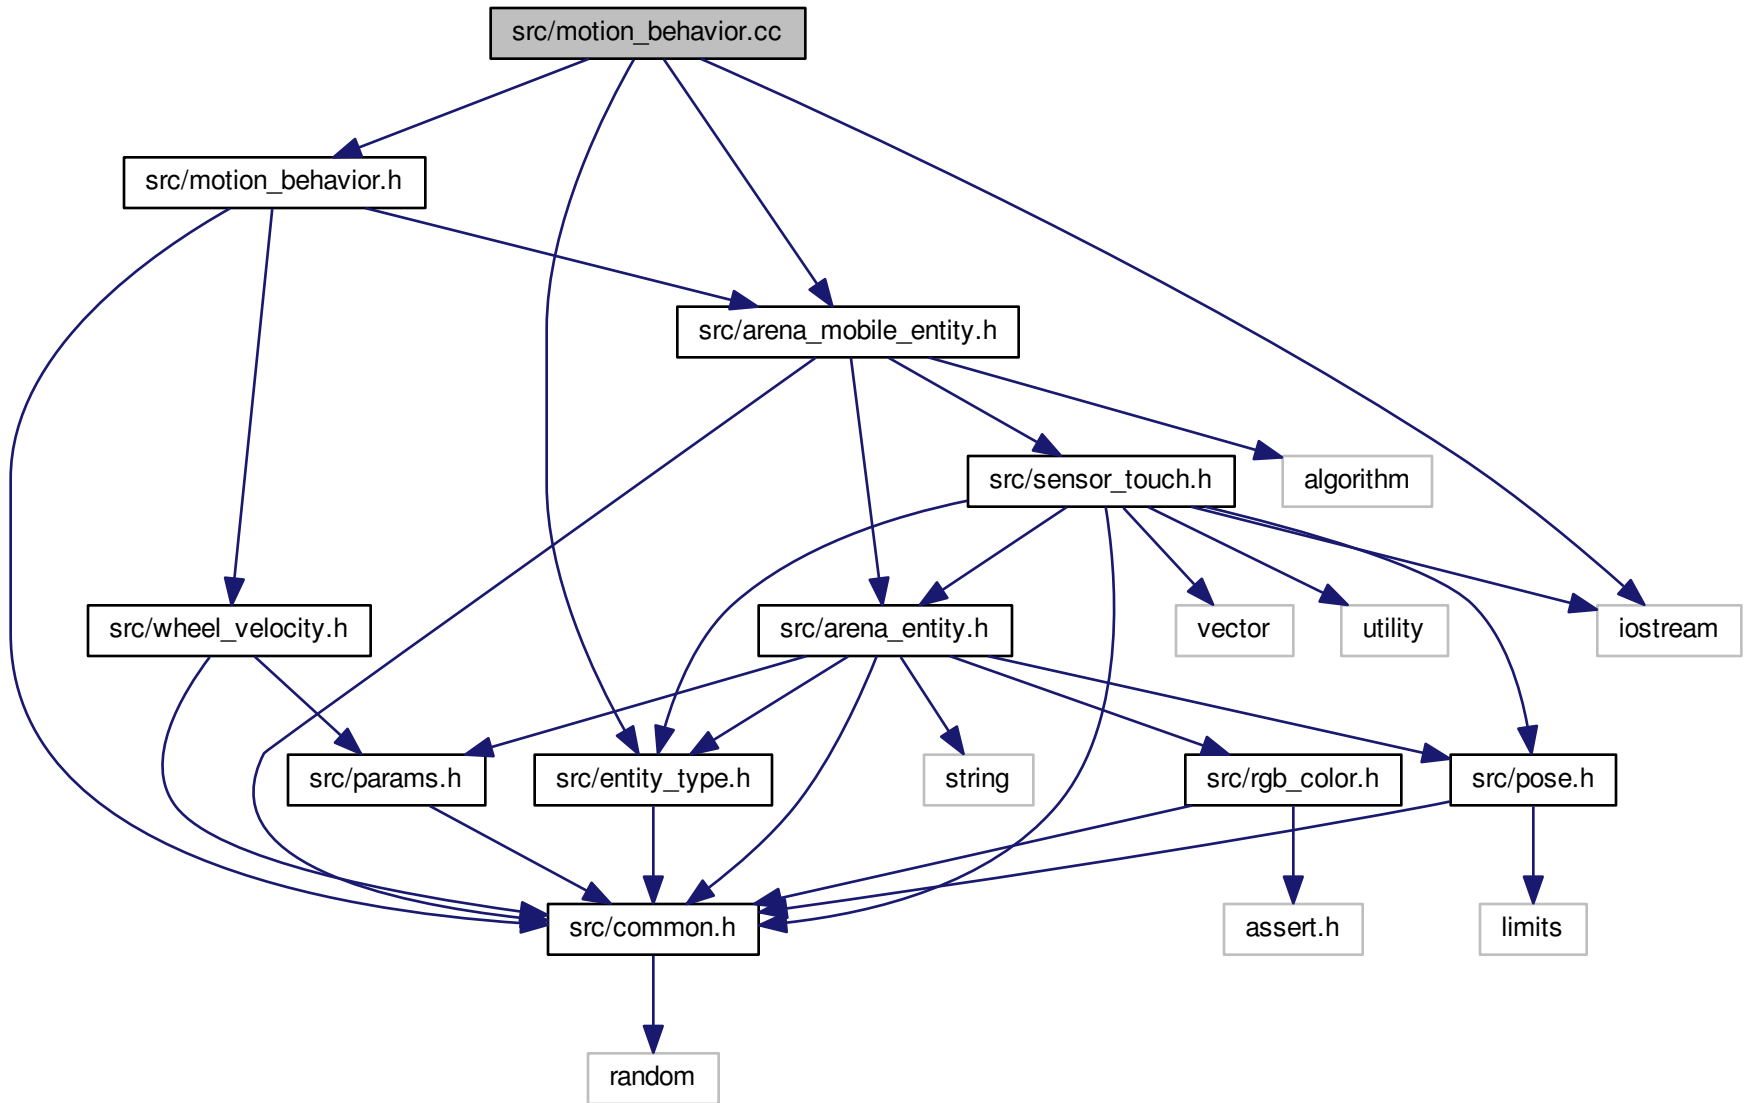 src/motion_behavior.cc
src/motion_behavior.h
src/arena_mobile_entity.h
src/sensor_touch.h
algorithm
src/wheel_velocity.h
src/arena_entity.h
vector
utility
iostream
src/params.h
src/entity_type.h
string
src/rgb_color.h
src/pose.h
src/common.h
assert.h
limits
random